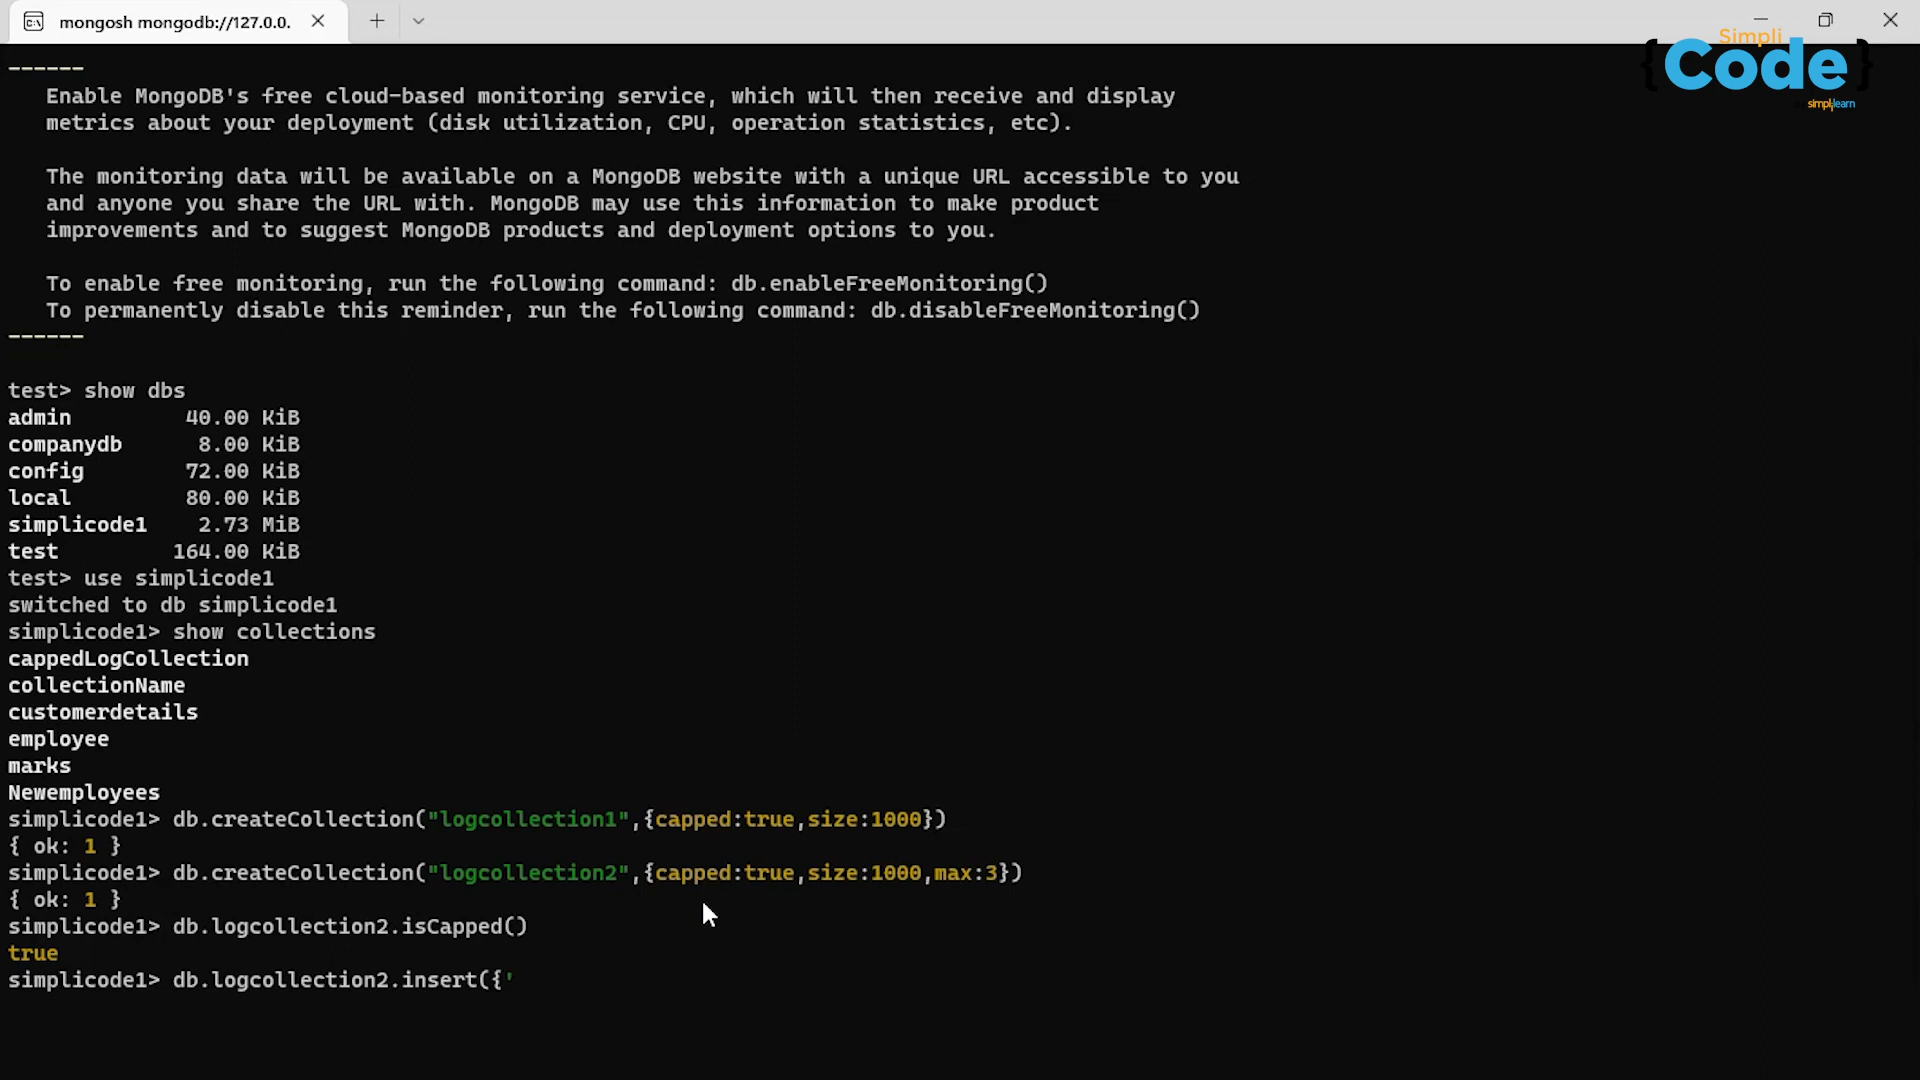 mongosh mongodb://127.0.0.
Simpli
{Code}
simplilearn
------
Enable MongoDB's free cloud-based monitoring service, which will then receive and display
metrics about your deployment (disk utilization, CPU, operation statistics, etc).
The monitoring data will be available on a MongoDB website with a unique URL accessible to you
and anyone you share the URL with. MongoDB may use this information to make product
improvements and to suggest MongoDB products and deployment options to you.
To enable free monitoring, run the following command: db.enableFreeMonitoring()
To permanently disable this reminder, run the following command: db.disableFreeMonitoring()
------
test> show dbs
admin 40.00 KiB
companydb 8.00 KiB
config 72.00 KiB
local 80.00 KiB
simplicode1 2.73 MiB
test 164.00 KiB
test> use simplicode1
switched to db simplicode1
simplicode1> show collections
cappedLogCollection
collectionName
customerdetails
employee
marks
Newemployees
simplicode1> db.createCollection("logcollection1",{capped:true,size:1000})
{ ok: 1 }
simplicode1> db.createCollection("logcollection2",{capped:true,size:1000,max:3})
{ ok: 1 }
simplicode1> db.logcollection2.isCapped()
true
simplicode1> db.logcollection2.insert({'